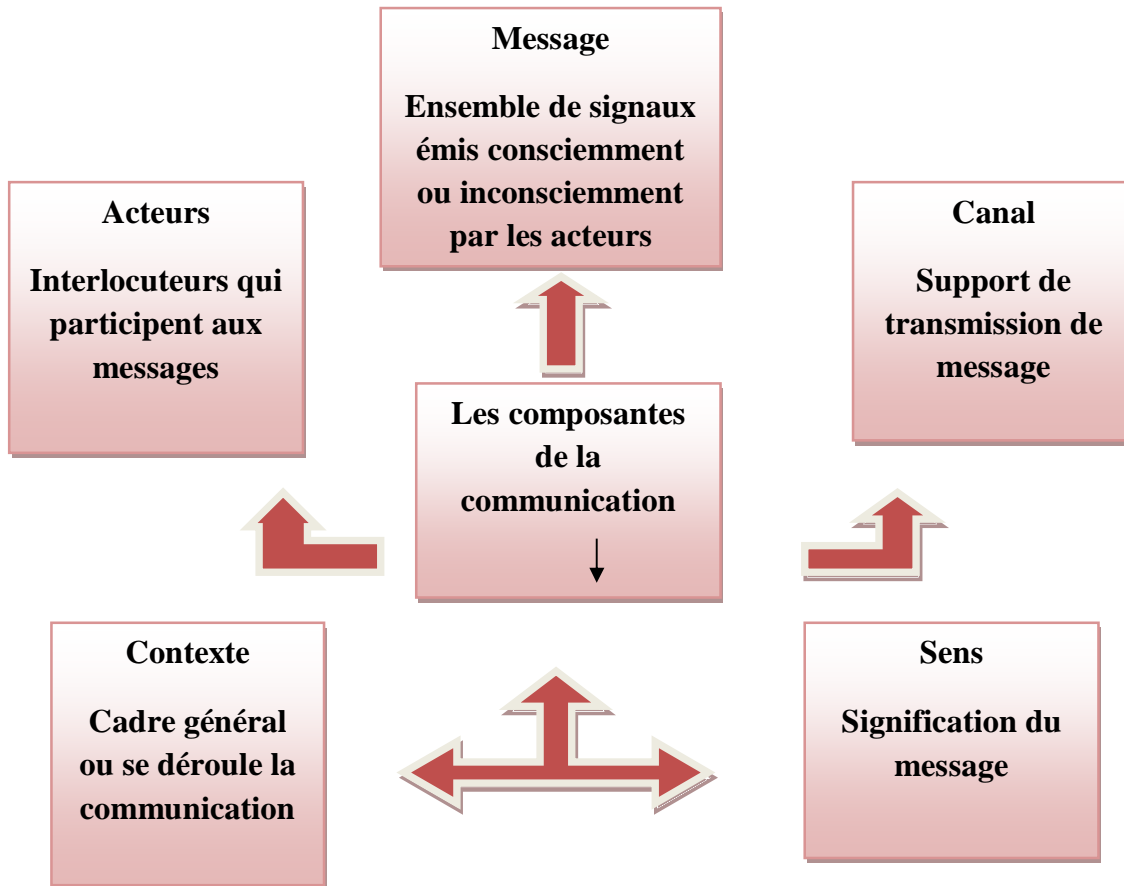 Message
Ensemble de signaux
émis consciemment
ou inconsciemment
par les acteurs
Acteurs
Interlocuteurs qui
participent aux
messages
Canal
Support de
transmission de
message
Les composantes
de la
communication
Contexte
Cadre général
ou se déroule la
communication
Sens
Signification du
message